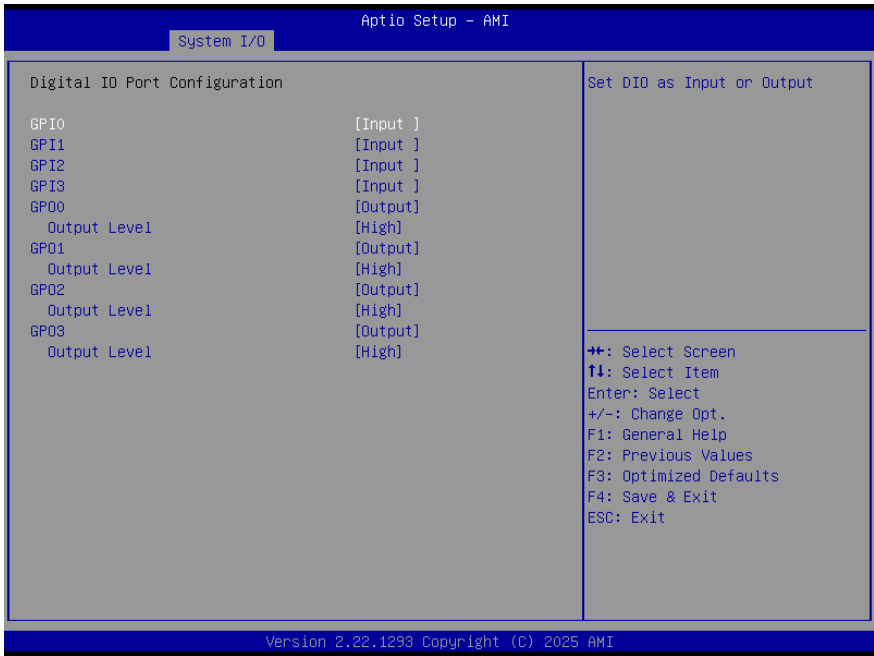 Aptio Setup – AMI
System I/O
Digital IO Port Configuration
GPI0 [Input ]
GPI1 [Input ]
GPI2 [Input ]
GPI3 [Input ]
GPO0 [Output]
Output Level [High]
GPO1 [Output]
Output Level [High]
GPO2 [Output]
Output Level [High]
GPO3 [Output]
Output Level [High]
Set DIO as Input or Output
→←: Select Screen
↑↓: Select Item
Enter: Select
+/-: Change Opt.
F1: General Help
F2: Previous Values
F3: Optimized Defaults
F4: Save & Exit
ESC: Exit
Version 2.22.1293 Copyright (C) 2025 AMI